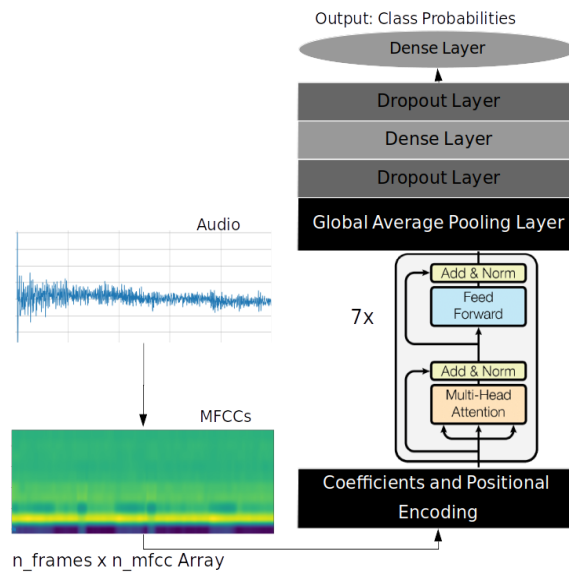 Output: Class Probabilities
Dense Layer
Dropout Layer
Dense Layer
Dropout Layer
Global Average Pooling Layer
Audio
7x
Add & Norm
Feed
Forward
Add & Norm
Multi-Head
Attention
MFCCs
Coefficients and Positional
Encoding
n_frames x n_mfcc Array